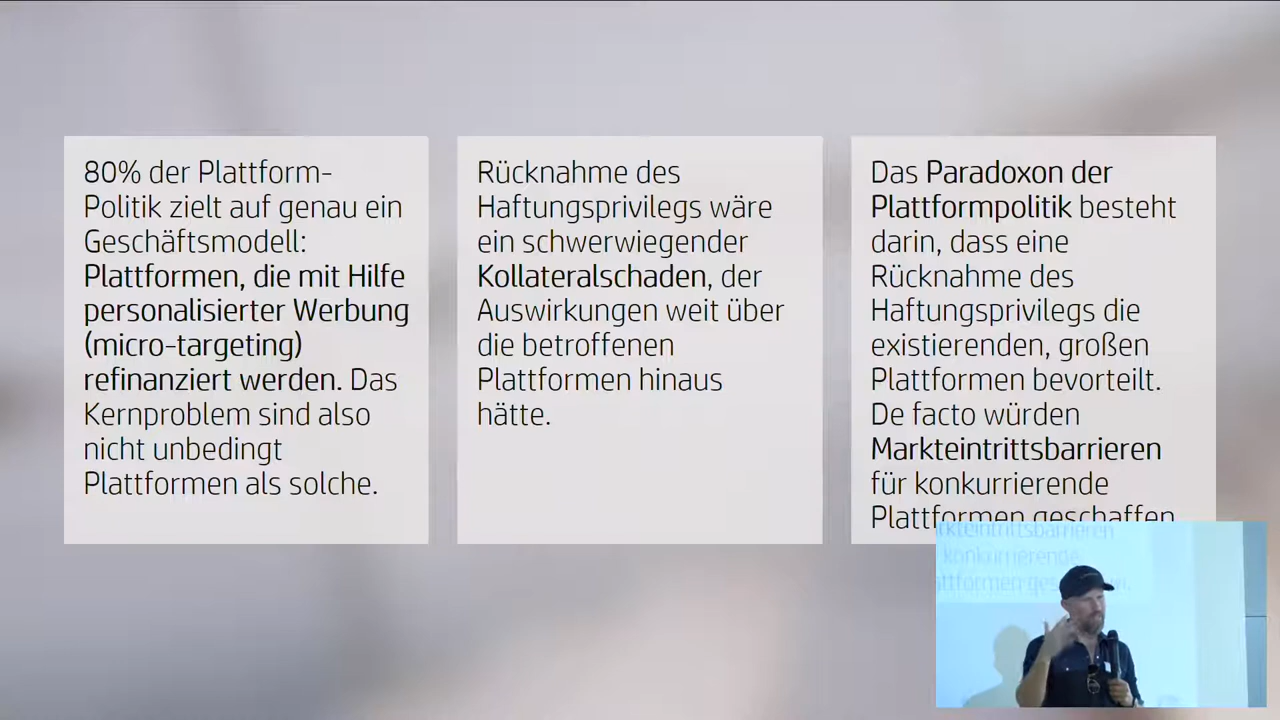 80% der Plattform-
Politik zielt auf genau ein
Geschäftsmodell:
Plattformen, die mit Hilfe
personalisierter Werbung
(micro-targeting)
refinanziert werden. Das
Kernproblem sind also
nicht unbedingt
Plattformen als solche.
Rücknahme des
Haftungsprivilegs wäre
ein schwerwiegender
Kollateralschaden, der
Auswirkungen weit über
die betroffenen
Plattformen hinaus
hätte.
Das Paradoxon der
Plattformpolitik besteht
darin, dass eine
Rücknahme des
Haftungsprivilegs die
existierenden, großen
Plattformen bevorteilt.
De facto würden
Markteintrittsbarrieren
für konkurrierende
Plattformen geschaffen
konkurrierende